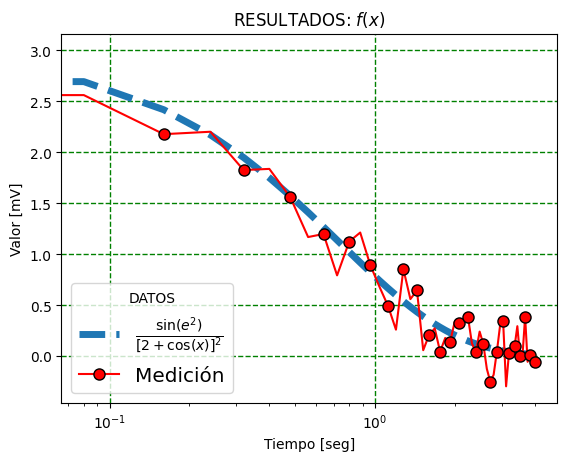 RESULTADOS: f(x)
3.0
2.5
2.0
1.5
1.0
0.5
0.0
Valor [mV]
DATOS
sin(e²)
[2 + cos(x)]²
Medición
10⁻¹
10⁰
Tiempo [seg]